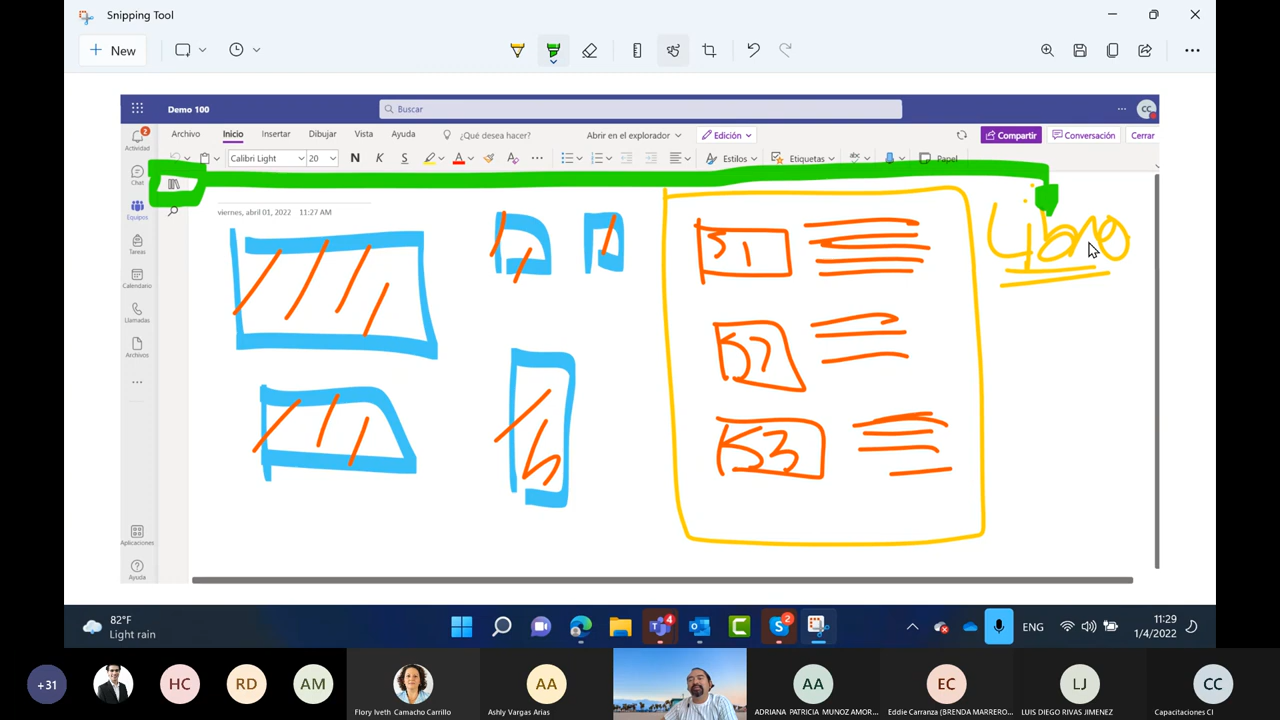 Snipping Tool
New
Demo 100
Buscar
CC
2
Actividad
Archivo Inicio Insertar Dibujar Vista Ayuda ¿Qué desea hacer? Abrir en el explorador Edición Compartir Conversación Cerrar
Calibri Light 20 N K S A Estilos Etiquetas Papel
Chat
Equipos
Tareas
Calendario
Llamadas
Archivos
Aplicaciones
Ayuda
viernes, abril 01, 2022 11:27 AM
S1
S2
S3
Libro
82°F
Light rain
4
2
ENG
11:29
1/4/2022
+31
HC
RD
AM
Flory Iveth Camacho Carrillo
AA
Ashly Vargas Arias
AA
ADRIANA PATRICIA MUNOZ AMOR...
EC
Eddie Carranza (BRENDA MARRERO...
LJ
LUIS DIEGO RIVAS JIMENEZ
CC
Capacitaciones CI